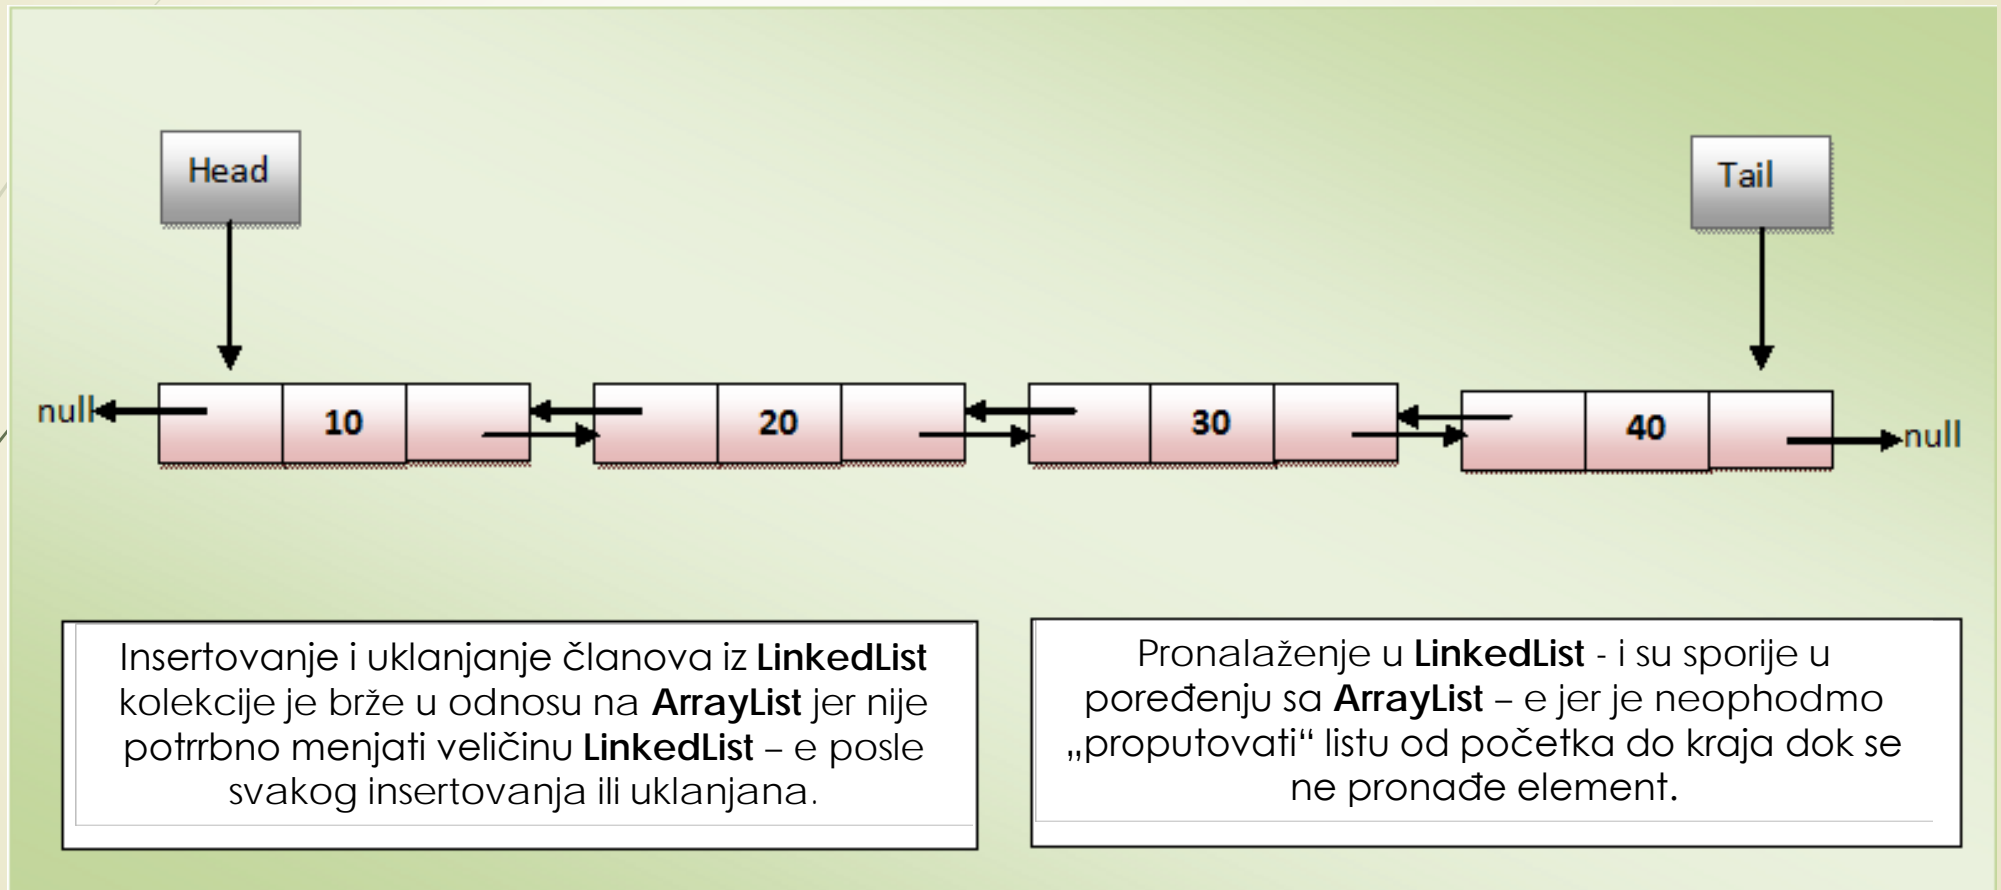 Head
Tail
null
10
20
30
40
null
Insertovanje i uklanjanje članova iz LinkedList
kolekcije je brže u odnosu na ArrayList jer nije
potrrbno menjati veličinu LinkedList – e posle
svakog insertovanja ili uklanjana.
Pronalaženje u LinkedList - i su sporije u
poređenju sa ArrayList – e jer je neophodmo
„proputovati“ listu od početka do kraja dok se
ne pronađe element.